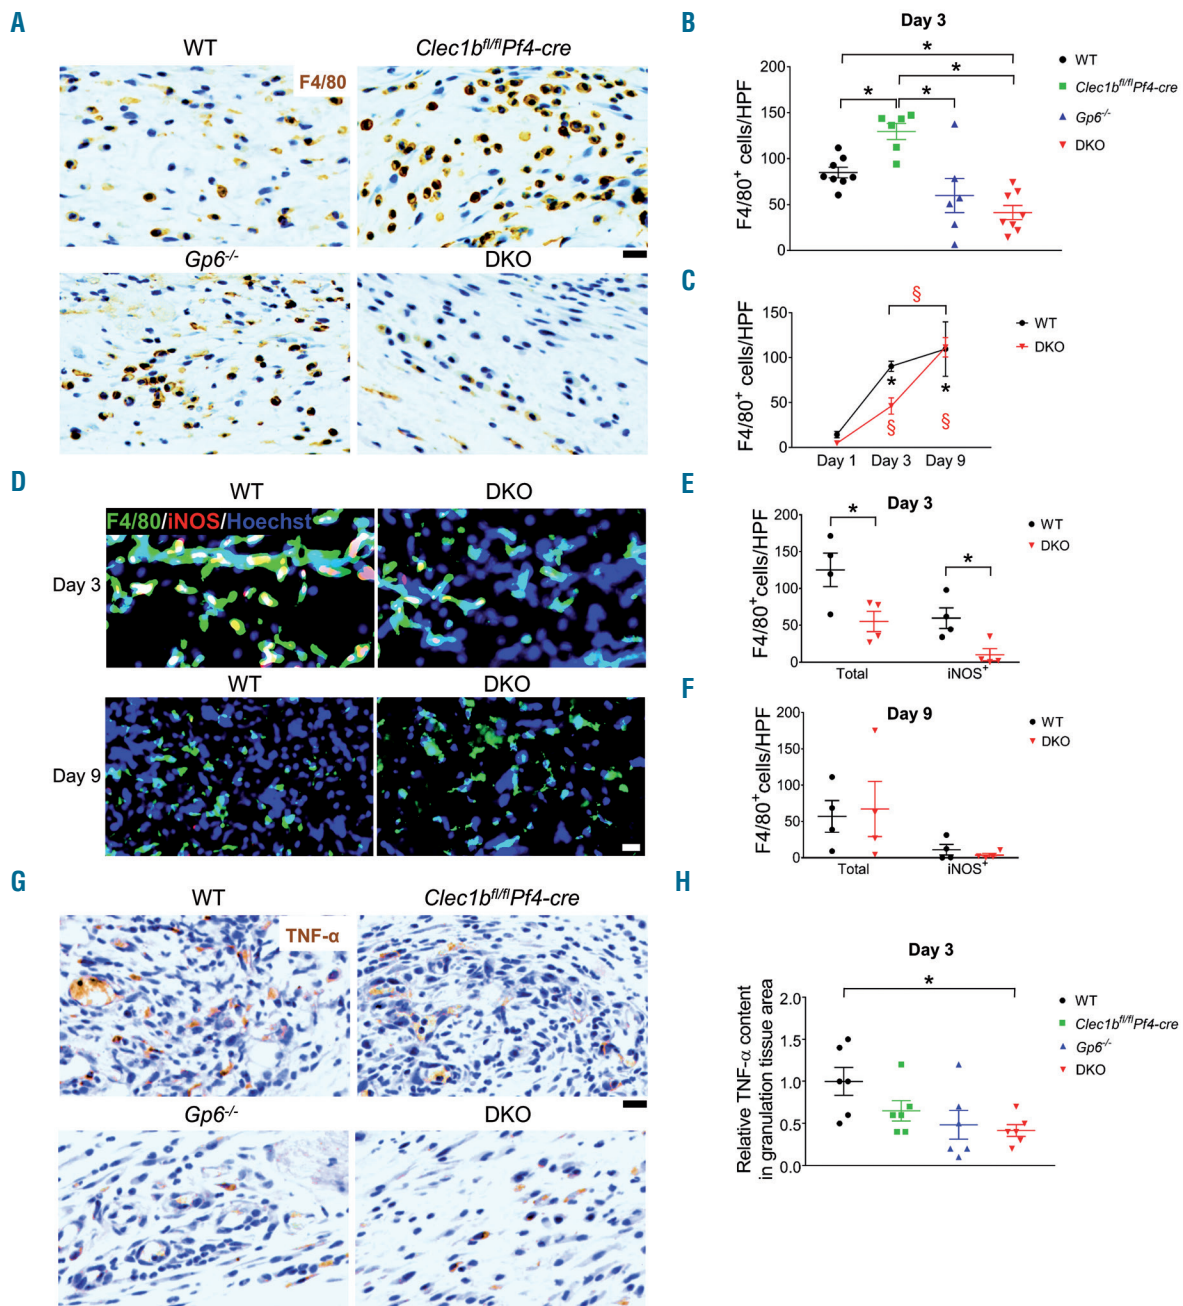 A
WT
Clec1bfl/flPf4-cre
F4/80
Gp6-/-
DKO
B
Day 3
F4/80+ cells/HPF
200
150
100
50
0
*
*
*
*
WT
Clec1bfl/flPf4-cre
Gp6-/-
DKO
C
F4/80+ cells/HPF
150
100
50
0
§
*
§
*
§
Day 1 Day 3 Day 9
WT
DKO
D
WT
DKO
F4/80/iNOS/Hoechst
Day 3
WT
DKO
Day 9
E
Day 3
F4/80+cells/HPF
200
150
100
50
0
*
*
Total
iNOS+
WT
DKO
F
Day 9
F4/80+cells/HPF
200
150
100
50
0
Total
iNOS+
WT
DKO
G
WT
Clec1bfl/flPf4-cre
TNF-α
Gp6-/-
DKO
H
Day 3
Relative TNF-α content
in granulation tissue area
2.0
1.5
1.0
0.5
0.0
*
WT
Clec1bfl/flPf4-cre
Gp6-/-
DKO